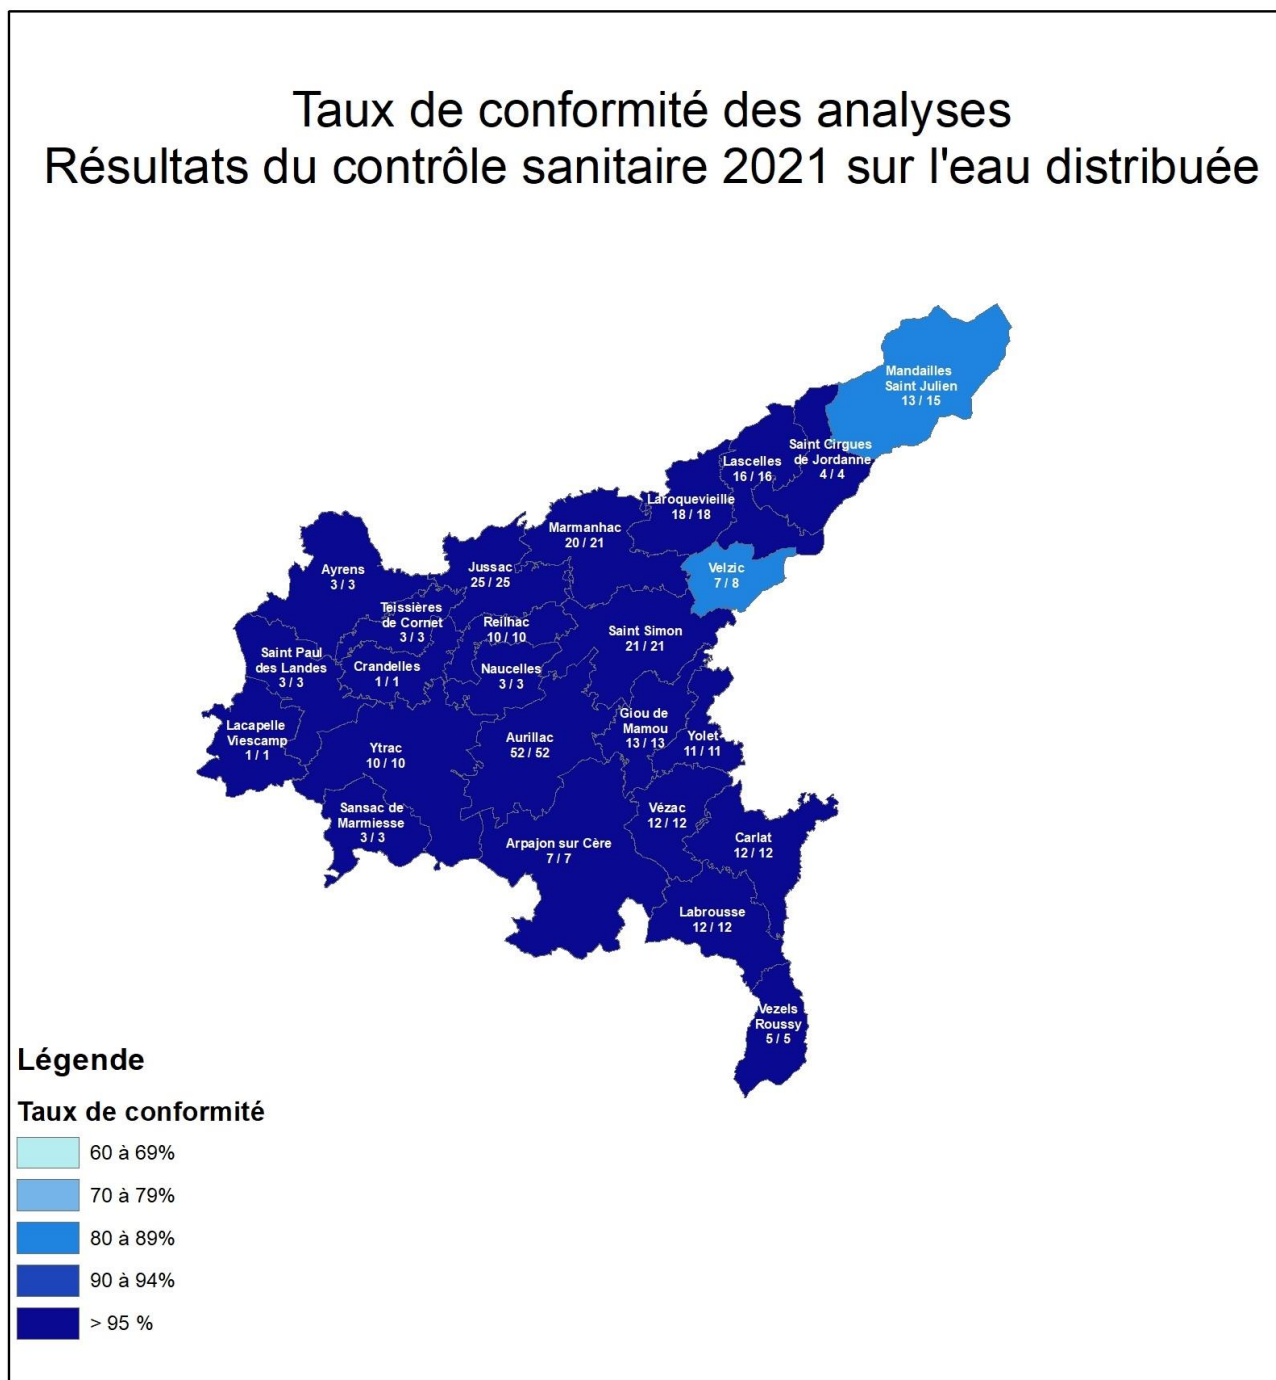 Taux de conformité des analyses
Résultats du contrôle sanitaire 2021 sur l'eau distribuée
Mandailles
Saint Julien
13 / 15
Saint Cirgues
de Jordanne
4 / 4
Lascelles
16 / 16
Laroquevieille
18 / 18
Marmanhac
20 / 21
Velzic
7 / 8
Jussac
25 / 25
Ayrens
3 / 3
Teissières
de Cornet
3 / 3
Reilhac
10 / 10
Saint Simon
21 / 21
Saint Paul
des Landes
3 / 3
Crandelles
1 / 1
Naucelles
3 / 3
Giou de
Mamou
13 / 13
Lacapelle
Viescamp
1 / 1
Ytrac
10 / 10
Aurillac
52 / 52
Yolet
11 / 11
Sansac de
Marmiesse
3 / 3
Vézac
12 / 12
Arpajon sur Cère
7 / 7
Carlat
12 / 12
Labrousse
12 / 12
Vezels
Roussy
5 / 5
Légende
Taux de conformité
60 à 69%
70 à 79%
80 à 89%
90 à 94%
> 95 %